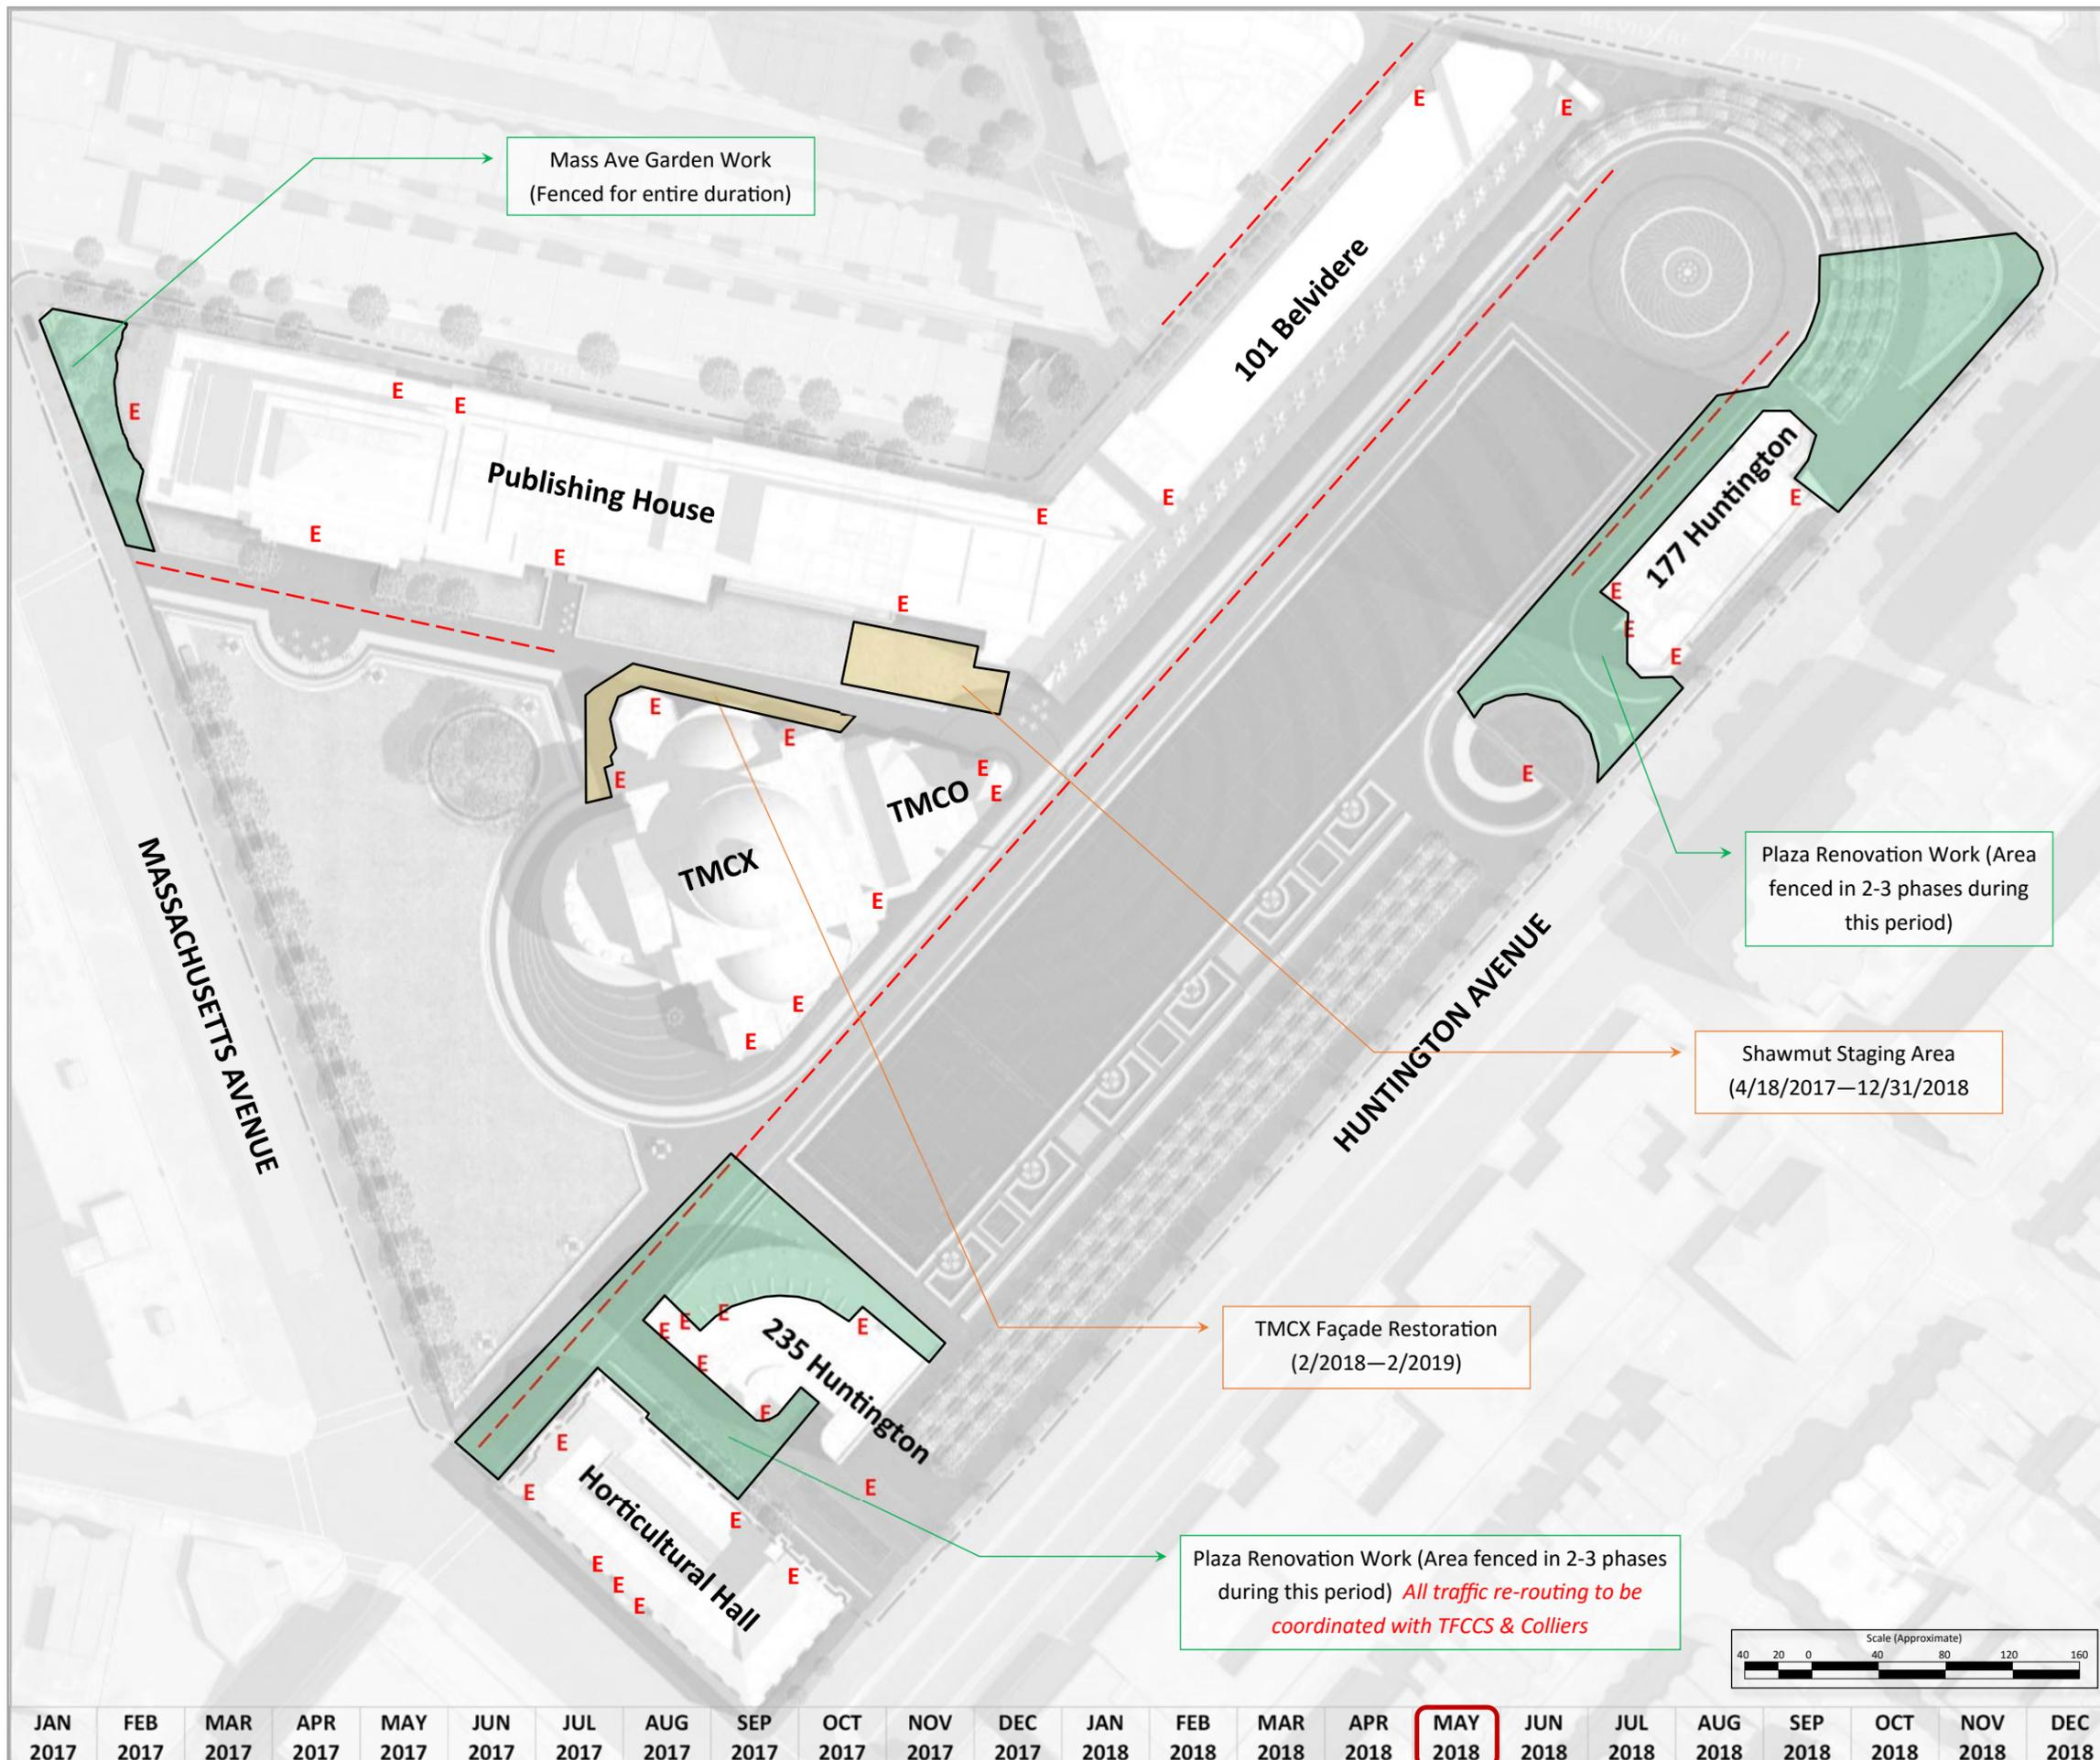 BELVIDERE STREET
E
E
Mass Ave Garden Work
(Fenced for entire duration)
101 Belvidere
E
E
E
Publishing House
E
E
E
E
E
177 Huntington
E
E
E
E
E
E
E
E
E
E
E
TMCO
TMCX
E
E
E
E
MASSACHUSETTS AVENUE
HUNTINGTON AVENUE
Plaza Renovation Work (Area
fenced in 2-3 phases during
this period)
Shawmut Staging Area
(4/18/2017—12/31/2018
TMCX Façade Restoration
(2/2018—2/2019)
E
E
E
E
E
E
235 Huntington
E
E
E
E
E
E
E
E
Horticultural Hall
Plaza Renovation Work (Area fenced in 2-3 phases
during this period) All traffic re-routing to be
coordinated with TFCCS & Colliers
Scale (Approximate)
40 20 0 40 80 120 160
JAN FEB MAR APR MAY JUN JUL AUG SEP OCT NOV DEC JAN FEB MAR APR MAY JUN JUL AUG SEP OCT NOV DEC
2017 2017 2017 2017 2017 2017 2017 2017 2017 2017 2017 2017 2018 2018 2018 2018 2018 2018 2018 2018 2018 2018 2018 2018